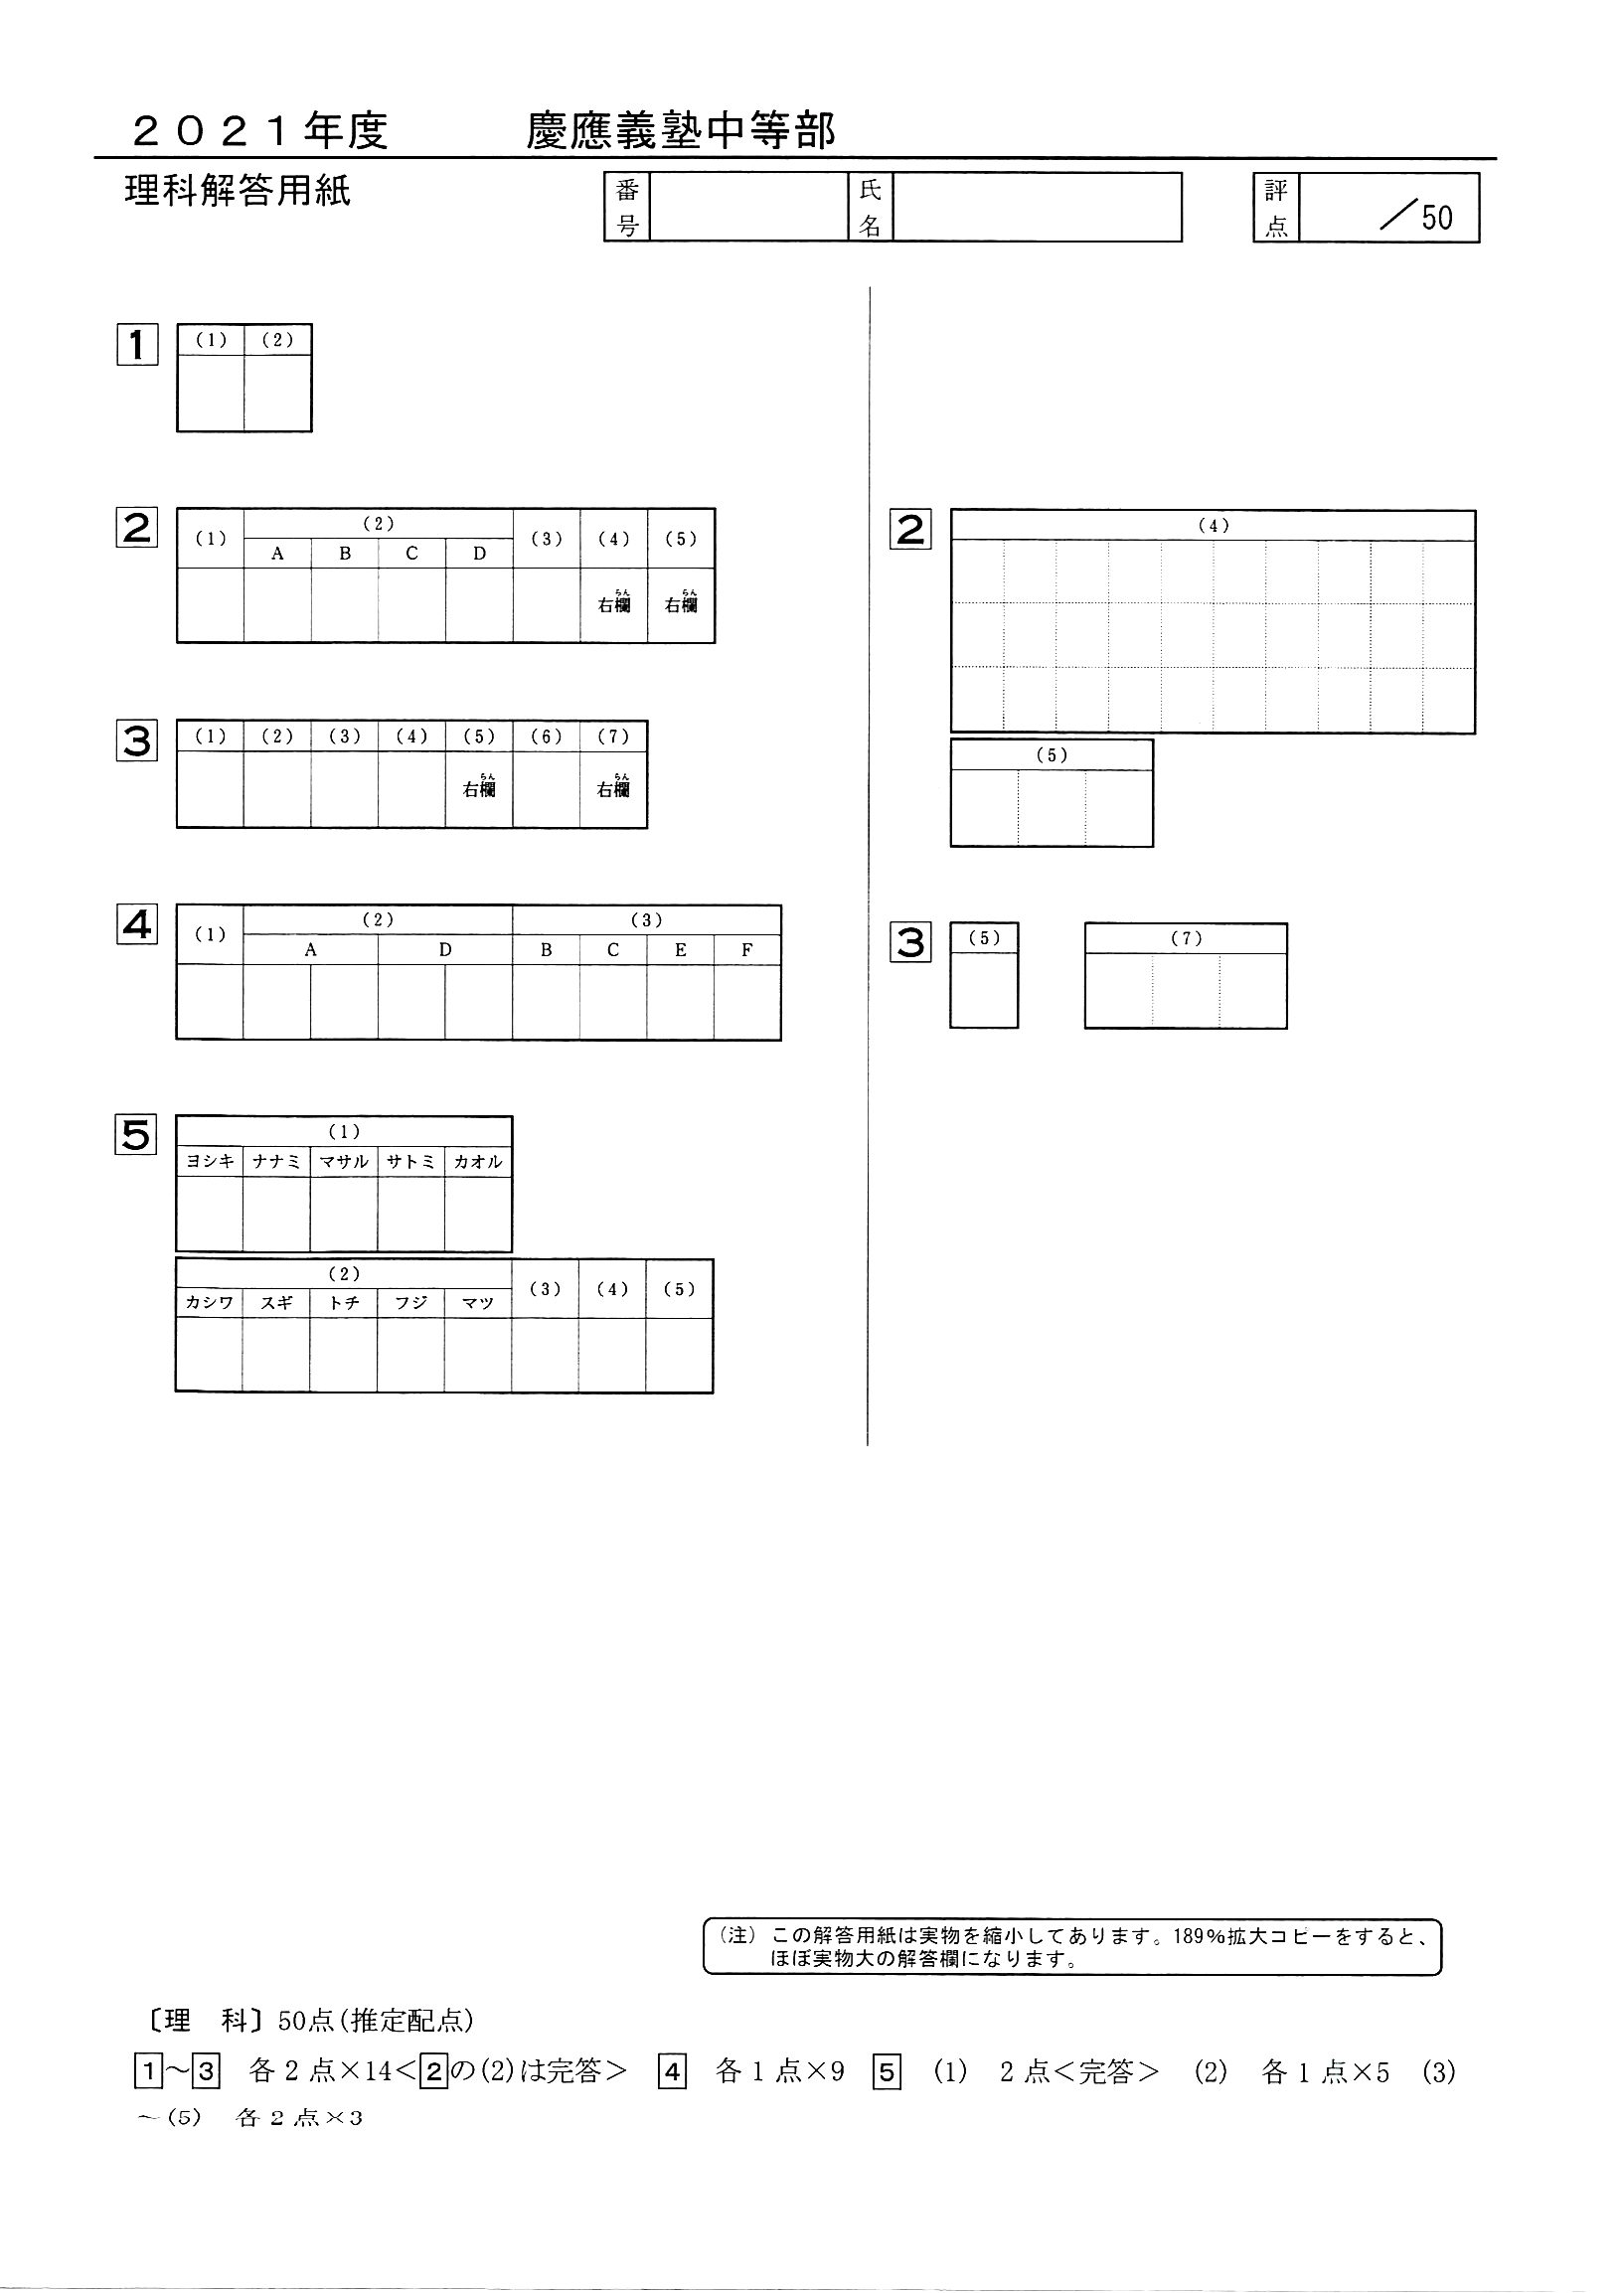 ２０２１年度　慶應義塾中等部
理科解答用紙
番号
氏名
評点
／50
1
(1) (2)
2
(1) (2) (3) (4) (5)
A B C D
右欄 右欄
らん らん
3
(1) (2) (3) (4) (5) (6) (7)
右欄 右欄
らん らん
4
(1) (2) (3)
A D B C E F
5
(1)
ヨシキ ナナミ マサル サトミ カオル
(2) (3) (4) (5)
カシワ スギ トチ フジ マツ
2
(4)
(5)
3
(5) (7)
(注) この解答用紙は実物を縮小してあります。189％拡大コピーをすると、
ほぼ実物大の解答欄になります。
〔理　科〕50点(推定配点)
1～3　各2点×14＜2の(2)は完答＞　4　各1点×9　5　(1)　2点＜完答＞　(2)　各1点×5　(3)
～(5)　各2点×3